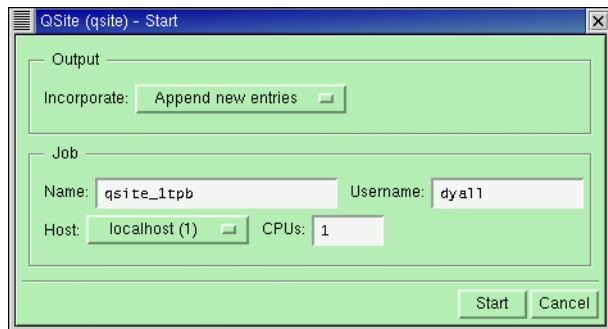 QSite (qsite) - Start
Output
Incorporate: Append new entries
Job
Name: qsite_1tpb Username: dyall
Host: localhost (1) CPUs: 1
Start Cancel